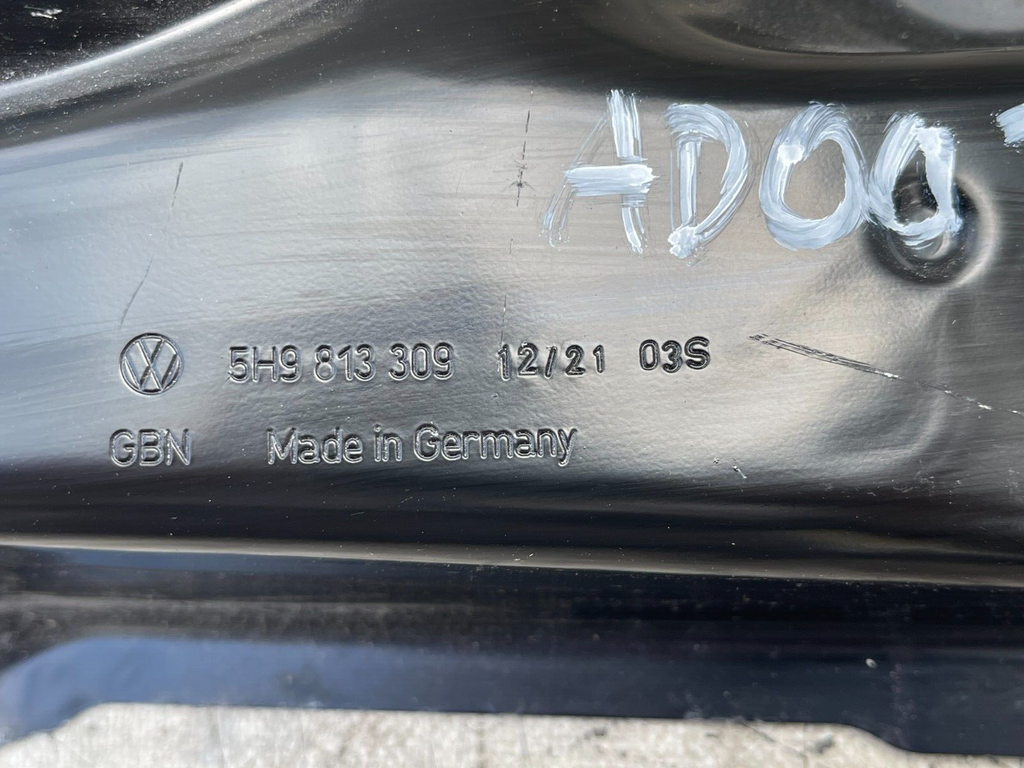 AD00
5H9 813 309 12/21 03S
GBN Made in Germany